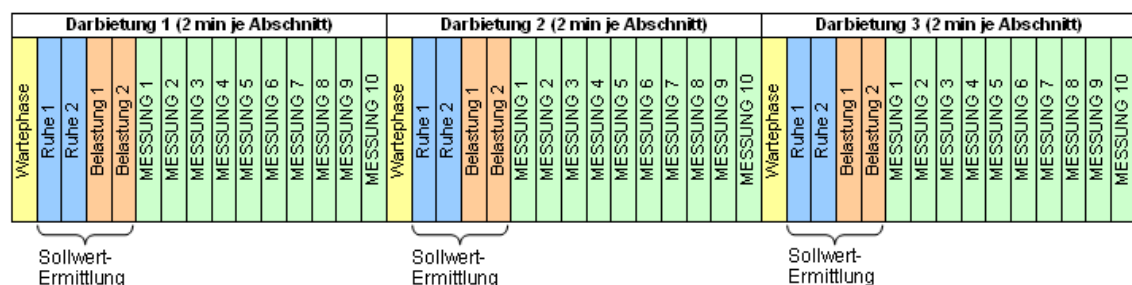 Darbietung 1 (2 min je Abschnitt)
Wartephase
Ruhe 1
Ruhe 2
Belastung 1
Belastung 2
MESSUNG 1
MESSUNG 2
MESSUNG 3
MESSUNG 4
MESSUNG 5
MESSUNG 6
MESSUNG 7
MESSUNG 8
MESSUNG 9
MESSUNG 10
Sollwert-
Ermittlung
Darbietung 2 (2 min je Abschnitt)
Wartephase
Ruhe 1
Ruhe 2
Belastung 1
Belastung 2
MESSUNG 1
MESSUNG 2
MESSUNG 3
MESSUNG 4
MESSUNG 5
MESSUNG 6
MESSUNG 7
MESSUNG 8
MESSUNG 9
MESSUNG 10
Sollwert-
Ermittlung
Darbietung 3 (2 min je Abschnitt)
Wartephase
Ruhe 1
Ruhe 2
Belastung 1
Belastung 2
MESSUNG 1
MESSUNG 2
MESSUNG 3
MESSUNG 4
MESSUNG 5
MESSUNG 6
MESSUNG 7
MESSUNG 8
MESSUNG 9
MESSUNG 10
Sollwert-
Ermittlung